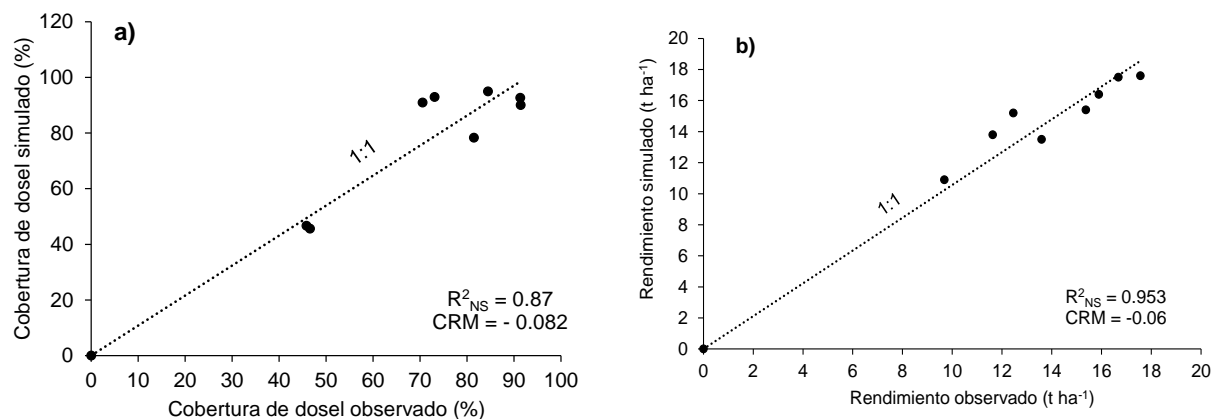 a)
Cobertura de dosel simulado (%)
120
100
80
60
40
20
0
1:1
R²NS = 0.87
CRM = - 0.082
0 10 20 30 40 50 60 70 80 90 100
Cobertura de dosel observado (%)
b)
Rendimiento simulado (t ha⁻¹)
20
18
16
14
12
10
8
6
4
2
0
1:1
R²NS = 0.953
CRM = -0.06
0 2 4 6 8 10 12 14 16 18 20
Rendimiento observado (t ha⁻¹)